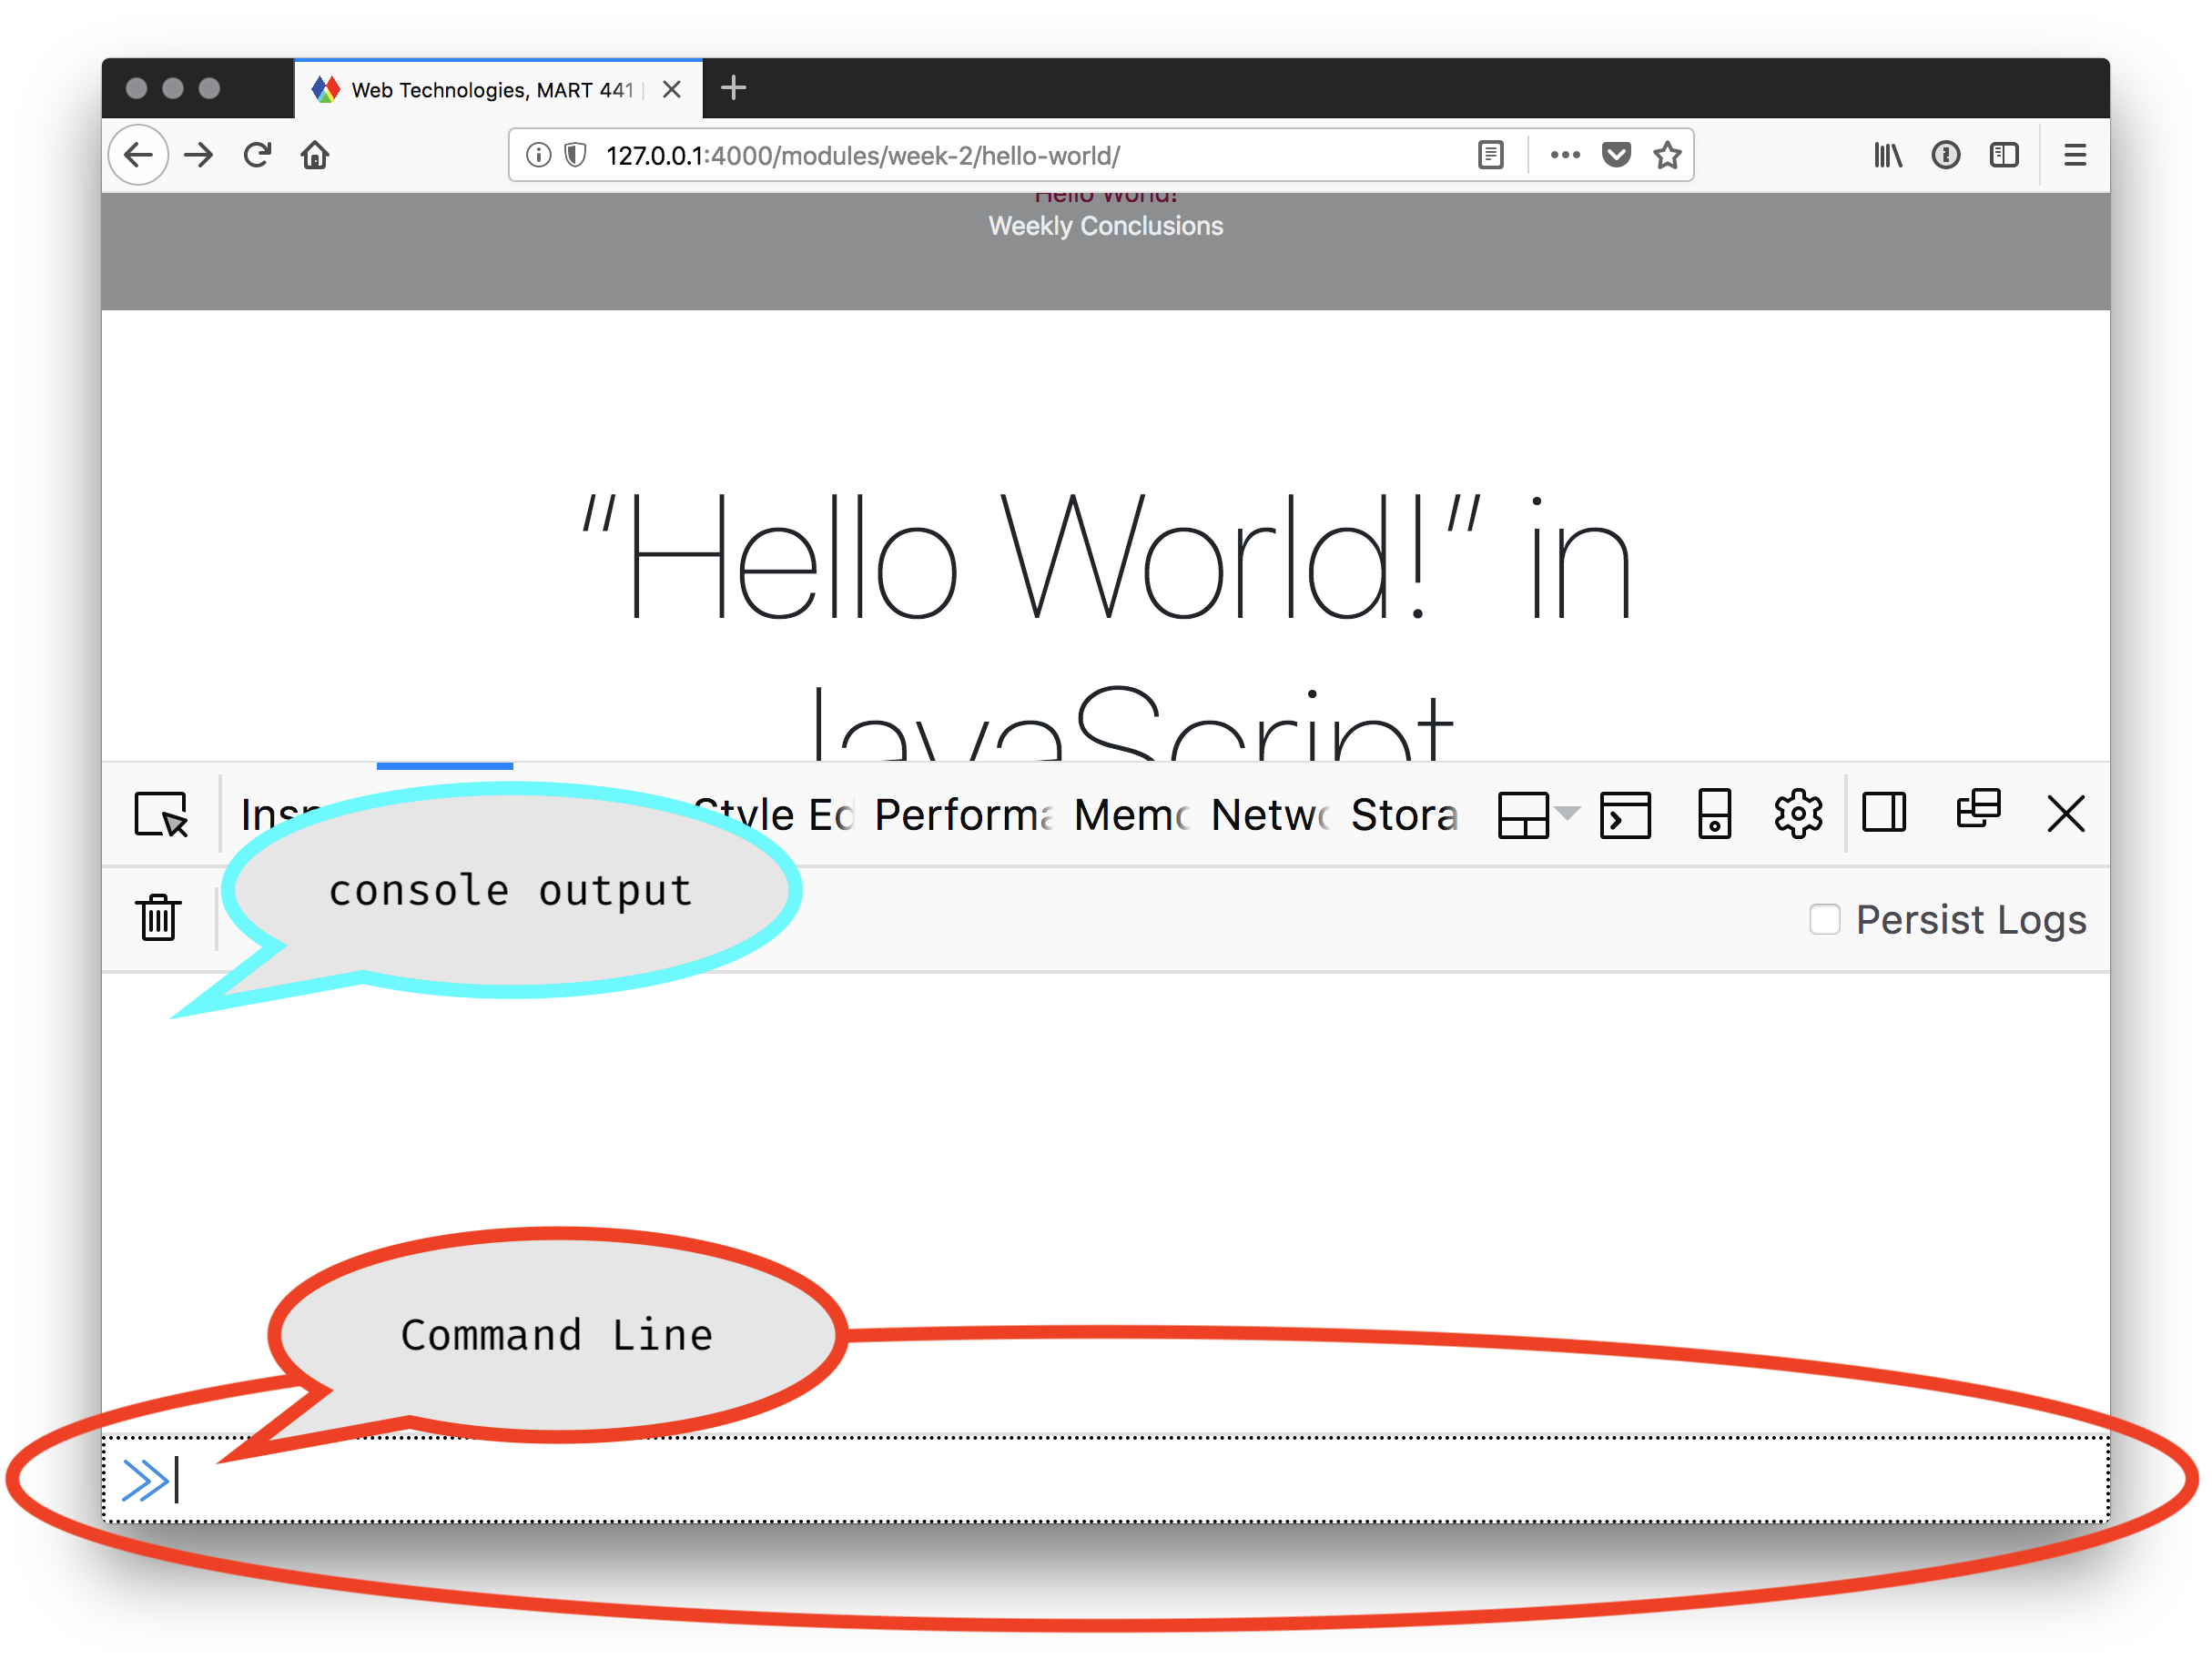 Web Technologies, MART 441 |
127.0.0.1:4000/modules/week-2/hello-world/
Hello World!
Weekly Conclusions
“Hello World!” in
JavaScript
Style Ed Performa Memo Netwo Stora
console output
Persist Logs
Command Line